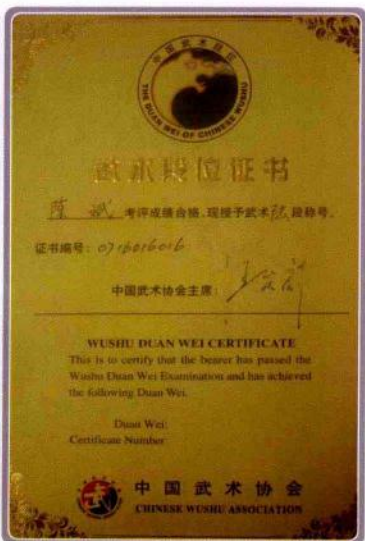 中国武术段位
THE DUAN WEI OF CHINESE WUSHU
武术段位证书
陈斌 考评成绩合格,现授予武术陆段称号。
证书编号:0716016016
中国武术协会主席:
WUSHU DUAN WEI CERTIFICATE
This is to certify that the bearer has passed the
Wushu Duan Wei Examination and has achieved
the following Duan Wei.
Duan Wei:
Certificate Number
中国武术协会
CHINESE WUSHU ASSOCIATION